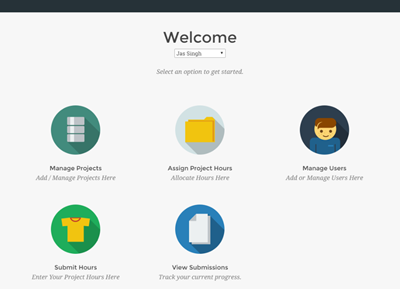 Welcome
Jas Singh
Select an option to get started.
Manage Projects
Add / Manage Projects Here
Assign Project Hours
Allocate Hours Here
Manage Users
Add or Manage Users Here
Submit Hours
Enter Your Project Hours Here
View Submissions
Track your current progress.